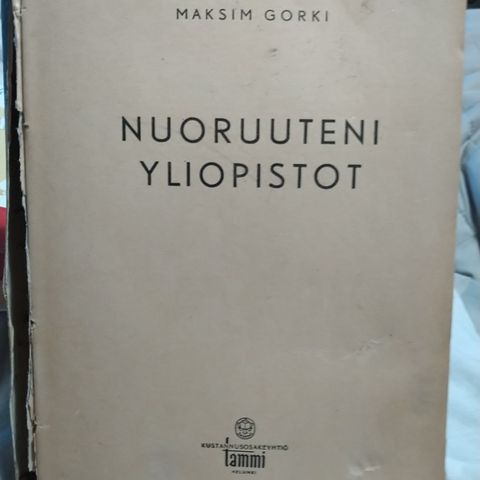 MAKSIM GORKI
NUORUUTENI
YLIOPISTOT
KUSTANNUSOSAKEYHTIÖ
tammi
HELSINKI